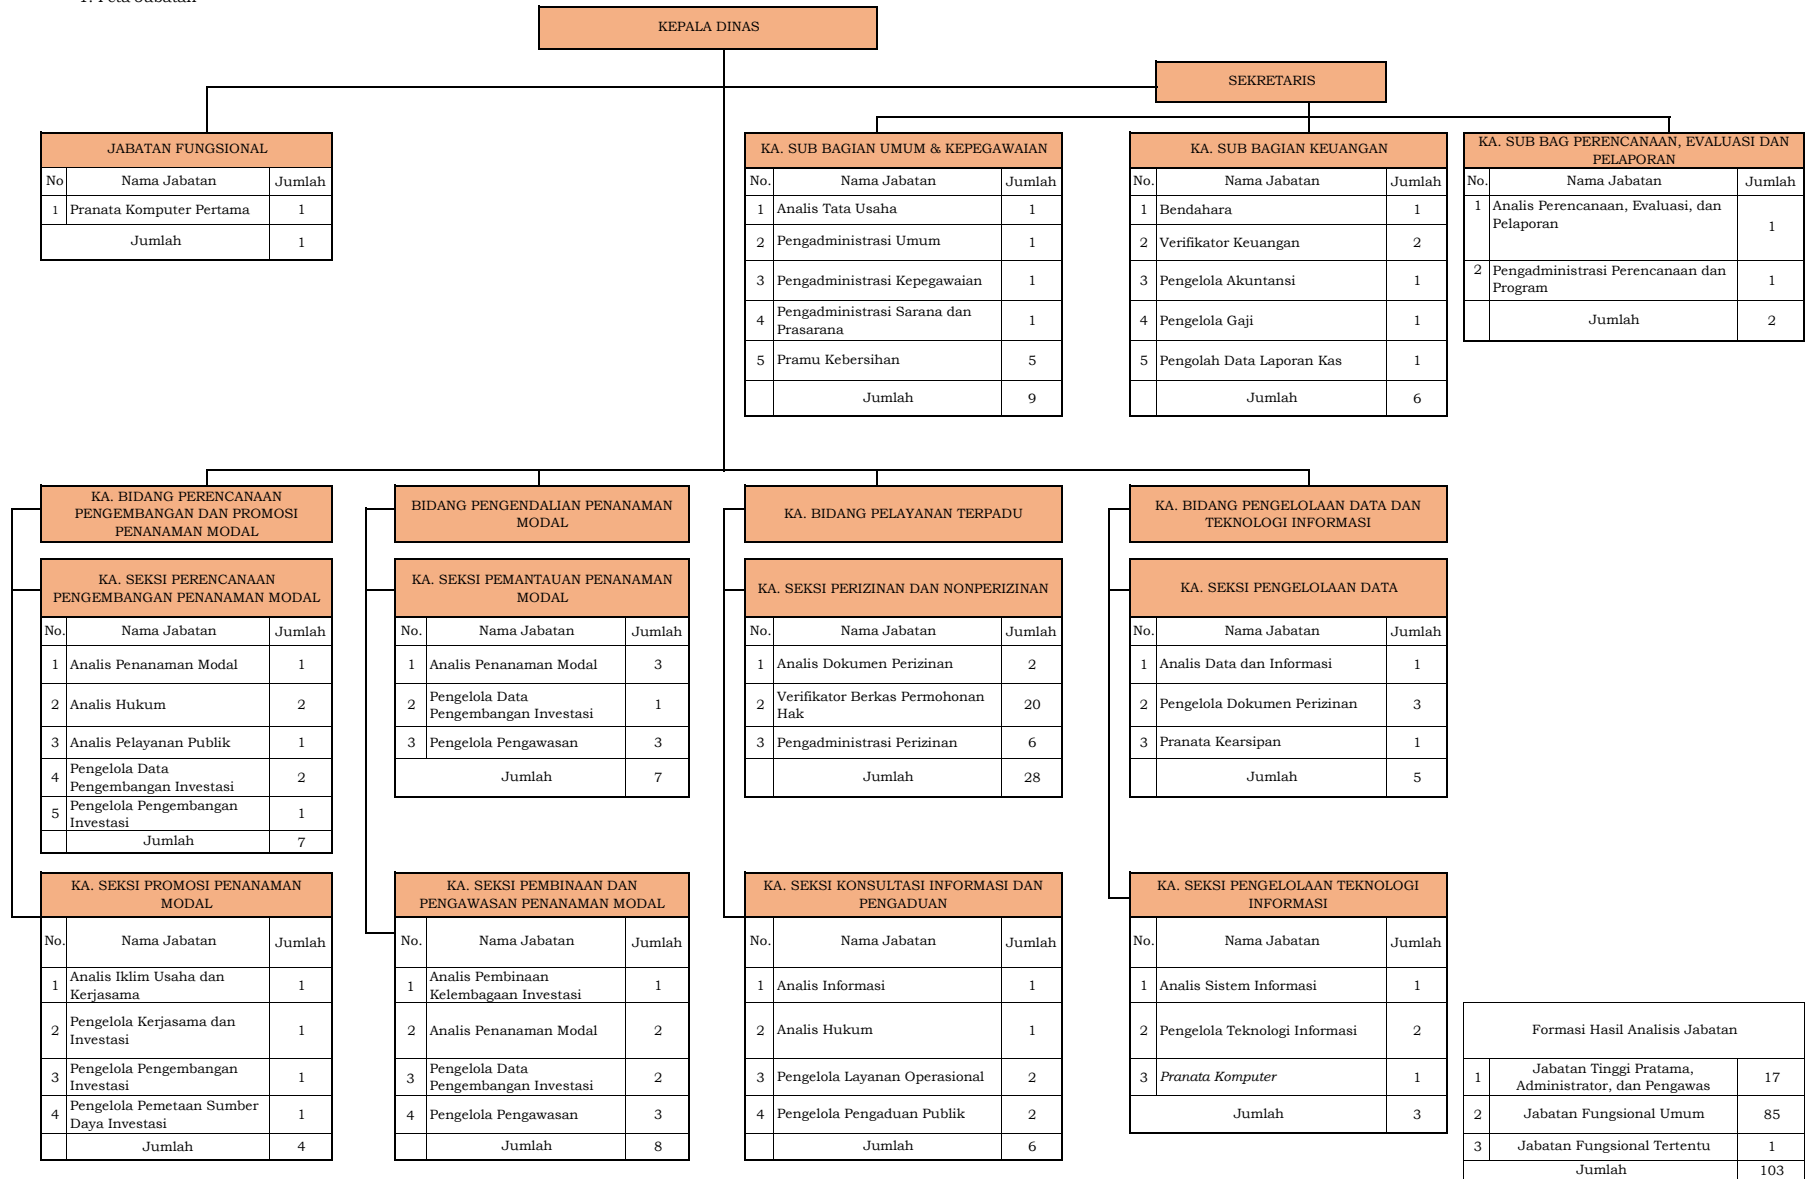 1. Peta Jabatan
KEPALA DINAS
SEKRETARIS
JABATAN FUNGSIONAL
No Nama Jabatan Jumlah
1 Pranata Komputer Pertama 1
Jumlah 1
KA. SUB BAGIAN UMUM & KEPEGAWAIAN
No. Nama Jabatan Jumlah
1 Analis Tata Usaha 1
2 Pengadministrasi Umum 1
3 Pengadministrasi Kepegawaian 1
4 Pengadministrasi Sarana dan
Prasarana 1
5 Pramu Kebersihan 5
Jumlah 9
KA. SUB BAGIAN KEUANGAN
No. Nama Jabatan Jumlah
1 Bendahara 1
2 Verifikator Keuangan 2
3 Pengelola Akuntansi 1
4 Pengelola Gaji 1
5 Pengolah Data Laporan Kas 1
Jumlah 6
KA. SUB BAG PERENCANAAN, EVALUASI DAN
PELAPORAN
No. Nama Jabatan Jumlah
1 Analis Perencanaan, Evaluasi, dan
Pelaporan 1
2 Pengadministrasi Perencanaan dan
Program 1
Jumlah 2
KA. BIDANG PERENCANAAN
PENGEMBANGAN DAN PROMOSI
PENANAMAN MODAL
KA. SEKSI PERENCANAAN
PENGEMBANGAN PENANAMAN MODAL
No. Nama Jabatan Jumlah
1 Analis Penanaman Modal 1
2 Analis Hukum 2
3 Analis Pelayanan Publik 1
4 Pengelola Data
Pengembangan Investasi 2
5 Pengelola Pengembangan
Investasi 1
Jumlah 7
KA. SEKSI PROMOSI PENANAMAN
MODAL
No. Nama Jabatan Jumlah
1 Analis Iklim Usaha dan
Kerjasama 1
2 Pengelola Kerjasama dan
Investasi 1
3 Pengelola Pengembangan
Investasi 1
4 Pengelola Pemetaan Sumber
Daya Investasi 1
Jumlah 4
BIDANG PENGENDALIAN PENANAMAN
MODAL
KA. SEKSI PEMANTAUAN PENANAMAN
MODAL
No. Nama Jabatan Jumlah
1 Analis Penanaman Modal 3
2 Pengelola Data
Pengembangan Investasi 1
3 Pengelola Pengawasan 3
Jumlah 7
KA. SEKSI PEMBINAAN DAN
PENGAWASAN PENANAMAN MODAL
No. Nama Jabatan Jumlah
1 Analis Pembinaan
Kelembagaan Investasi 1
2 Analis Penanaman Modal 2
3 Pengelola Data
Pengembangan Investasi 2
4 Pengelola Pengawasan 3
Jumlah 8
KA. BIDANG PELAYANAN TERPADU
KA. SEKSI PERIZINAN DAN NONPERIZINAN
No. Nama Jabatan Jumlah
1 Analis Dokumen Perizinan 2
2 Verifikator Berkas Permohonan
Hak 20
3 Pengadministrasi Perizinan 6
Jumlah 28
KA. SEKSI KONSULTASI INFORMASI DAN
PENGADUAN
No. Nama Jabatan Jumlah
1 Analis Informasi 1
2 Analis Hukum 1
3 Pengelola Layanan Operasional 2
4 Pengelola Pengaduan Publik 2
Jumlah 6
KA. BIDANG PENGELOLAAN DATA DAN
TEKNOLOGI INFORMASI
KA. SEKSI PENGELOLAAN DATA
No. Nama Jabatan Jumlah
1 Analis Data dan Informasi 1
2 Pengelola Dokumen Perizinan 3
3 Pranata Kearsipan 1
Jumlah 5
KA. SEKSI PENGELOLAAN TEKNOLOGI
INFORMASI
No. Nama Jabatan Jumlah
1 Analis Sistem Informasi 1
2 Pengelola Teknologi Informasi 2
3 Pranata Komputer 1
Jumlah 3
Formasi Hasil Analisis Jabatan
1 Jabatan Tinggi Pratama,
Administrator, dan Pengawas 17
2 Jabatan Fungsional Umum 85
3 Jabatan Fungsional Tertentu 1
Jumlah 103